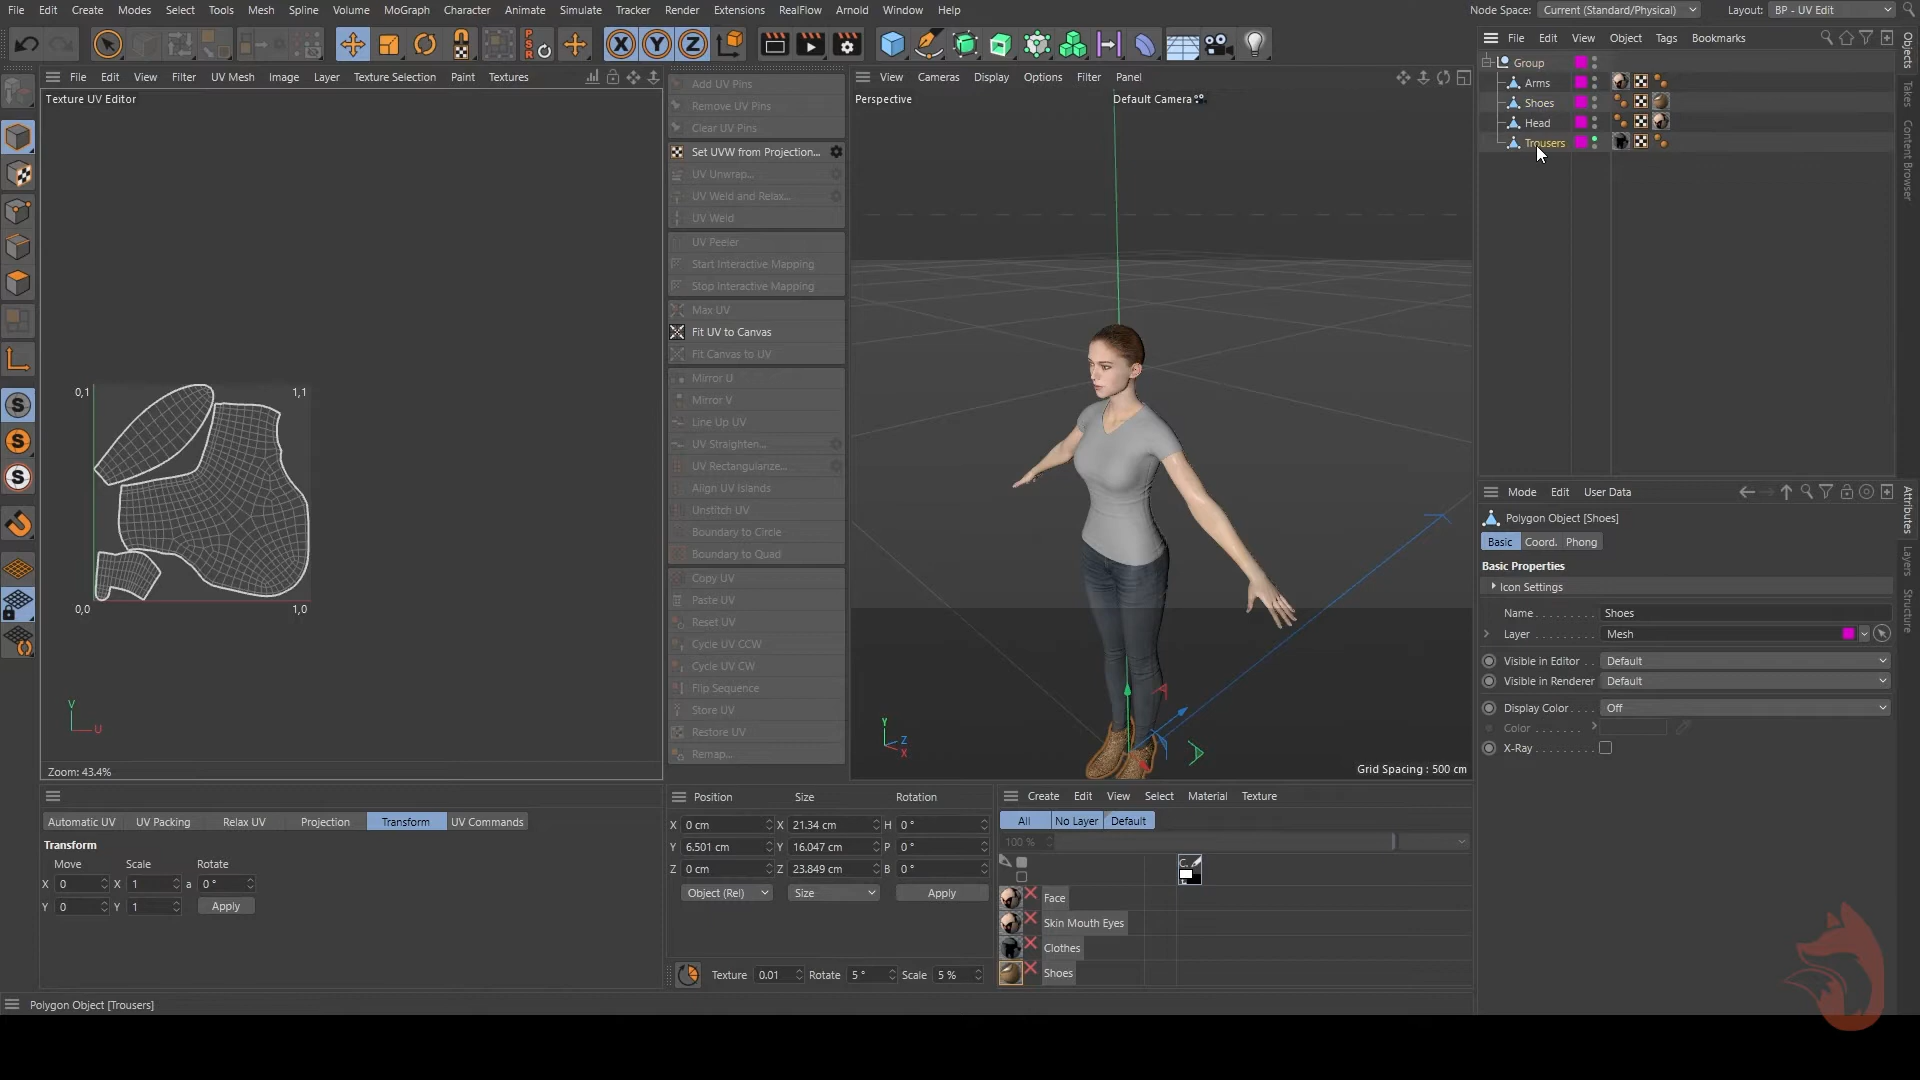 File Edit Create Modes Select Tools Mesh Spline Volume MoGraph Character Animate Simulate Tracker Render Extensions RealFlow Arnold Window Help
Node Space: Current (Standard/Physical) Layout: BP - UV Edit
File Edit View Object Tags Bookmarks
Group
Arms
Shoes
Head
Trousers
Objects
Takes
Content Browser
File Edit View Filter UV Mesh Image Layer Texture Selection Paint Textures
Texture UV Editor
0,1 1,1
0,0 1,0
V
U
Zoom: 43.4%
Add UV Pins
Remove UV Pins
Clear UV Pins
Set UVW from Projection...
UV Unwrap...
UV Weld and Relax...
UV Weld
UV Peeler
Start Interactive Mapping
Stop Interactive Mapping
Max UV
Fit UV to Canvas
Fit Canvas to UV
Mirror U
Mirror V
Line Up UV
UV Straighten...
UV Rectangularize...
Align UV Islands
Unstitch UV
Boundary to Circle
Boundary to Quad
Copy UV
Paste UV
Reset UV
Cycle UV CCW
Cycle UV CW
Flip Sequence
Store UV
Restore UV
Remap...
View Cameras Display Options Filter Panel
Perspective Default Camera
Y
Z
X
Grid Spacing : 500 cm
PSR
0
X Y Z
S
S
S
Mode Edit User Data
Polygon Object [Shoes]
Basic Coord. Phong
Basic Properties
Icon Settings
Name Shoes
Layer Mesh
Visible in Editor Default
Visible in Renderer Default
Display Color Off
Color
X-Ray
Attributes
Layers
Structure
Automatic UV UV Packing Relax UV Projection Transform UV Commands
Transform
Move Scale Rotate
X 0 X 1 a 0 °
Y 0 Y 1 Apply
Position Size Rotation
X 0 cm X 21.34 cm H 0 °
Y 6.501 cm Y 16.047 cm P 0 °
Z 0 cm Z 23.849 cm B 0 °
Object (Rel) Size Apply
Texture 0.01 Rotate 5 ° Scale 5 %
Create Edit View Select Material Texture
All No Layer Default
100 %
C.
Face
Skin Mouth Eyes
Clothes
Shoes
Polygon Object [Trousers]